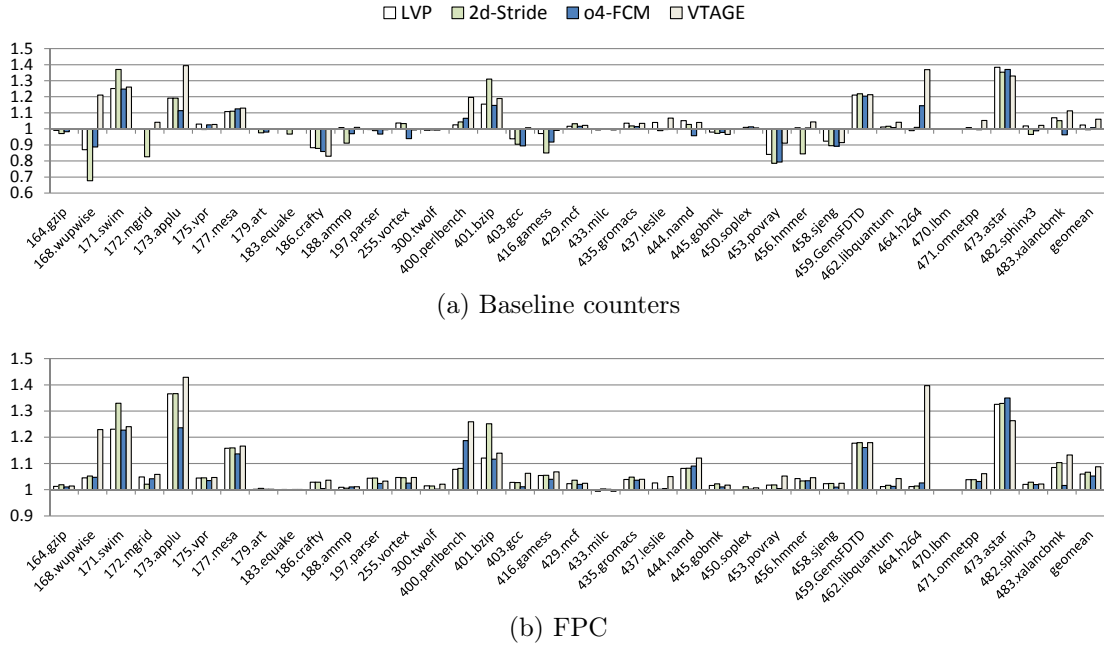 LVP 2d-Stride o4-FCM VTAGE
1.5
1.4
1.3
1.2
1.1
1
0.9
0.8
0.7
0.6
164.gzip
168.wupwise
171.swim
172.mgrid
173.applu
175.vpr
177.mesa
179.art
183.equake
186.crafty
188.ammp
197.parser
255.vortex
300.twolf
400.perlbench
401.bzip
403.gcc
416.gamess
429.mcf
433.milc
435.gromacs
437.leslie
444.namd
445.gobmk
450.soplex
453.povray
456.hmmer
458.sjeng
459.GemsFDTD
462.libquantum
464.h264
470.lbm
471.omnetpp
473.astar
482.sphinx3
483.xalancbmk
geomean
(a) Baseline counters
1.5
1.4
1.3
1.2
1.1
1
0.9
164.gzip
168.wupwise
171.swim
172.mgrid
173.applu
175.vpr
177.mesa
179.art
183.equake
186.crafty
188.ammp
197.parser
255.vortex
300.twolf
400.perlbench
401.bzip
403.gcc
416.gamess
429.mcf
433.milc
435.gromacs
437.leslie
444.namd
445.gobmk
450.soplex
453.povray
456.hmmer
458.sjeng
459.GemsFDTD
462.libquantum
464.h264
470.lbm
471.omnetpp
473.astar
482.sphinx3
483.xalancbmk
geomean
(b) FPC